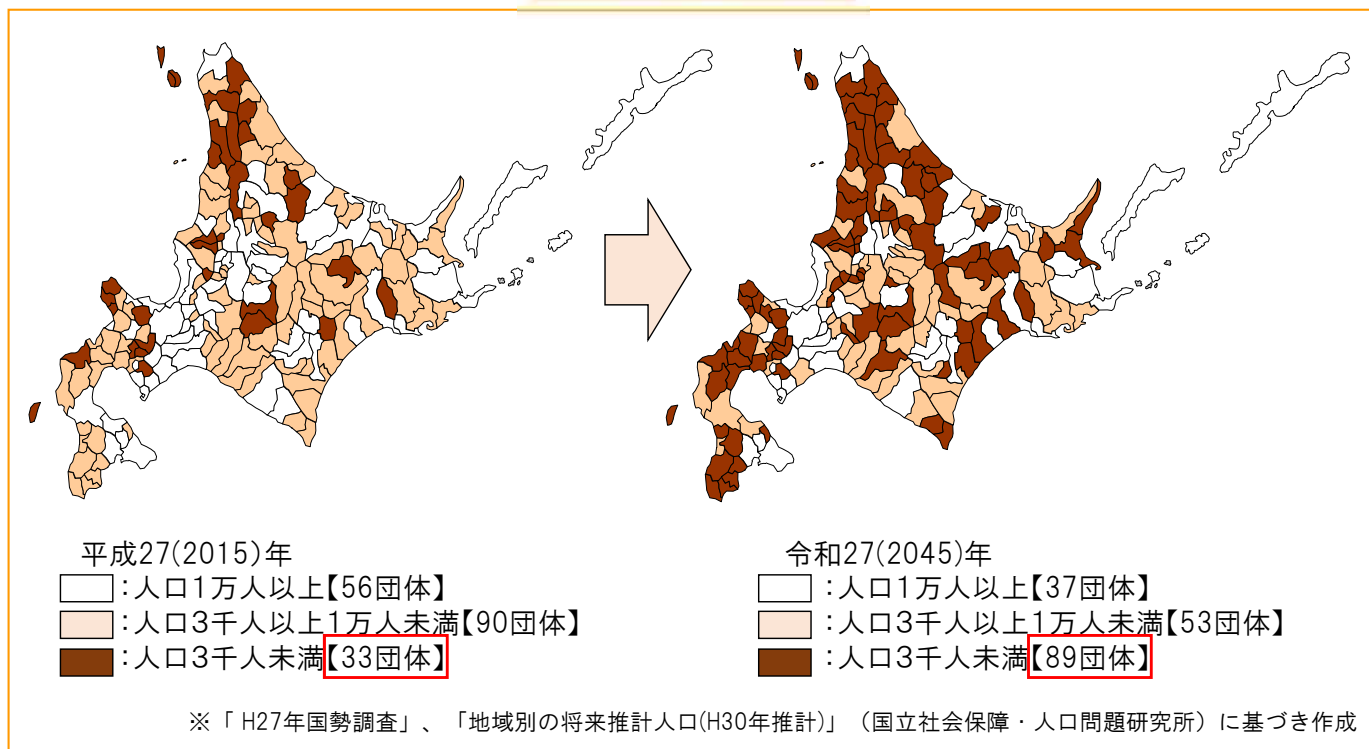 平成27(2015)年
：人口１万人以上【56団体】
：人口３千人以上１万人未満【90団体】
：人口３千人未満【33団体】
令和27(2045)年
：人口１万人以上【37団体】
：人口３千人以上１万人未満【53団体】
：人口３千人未満【89団体】
※「 H27年国勢調査」、「地域別の将来推計人口(H30年推計)」（国立社会保障・人口問題研究所）に基づき作成